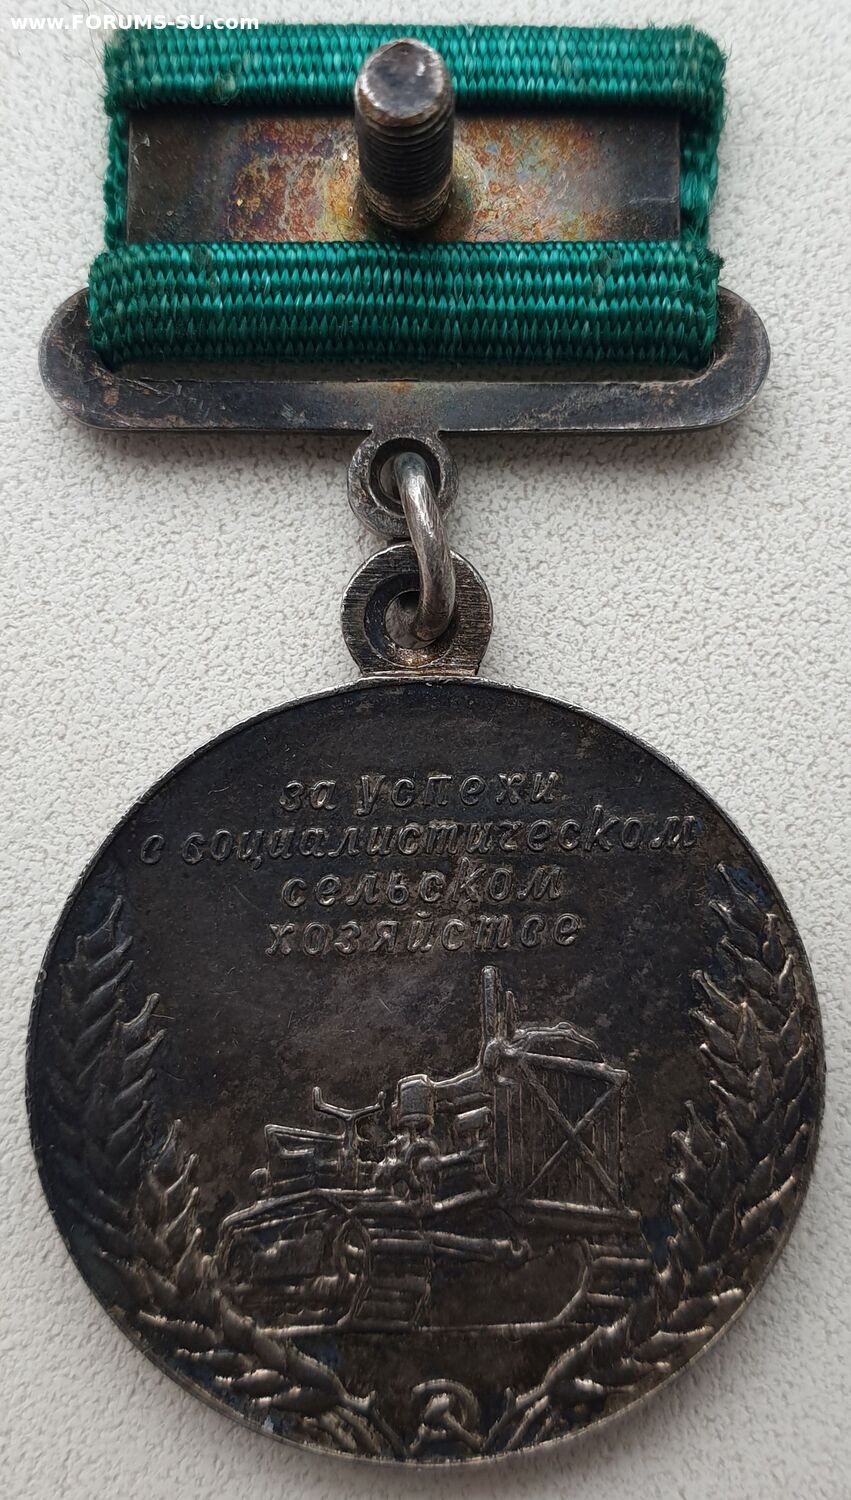 www.FORUMS-SU.com
за успехи
в социалистическом
сельском
хозяйстве